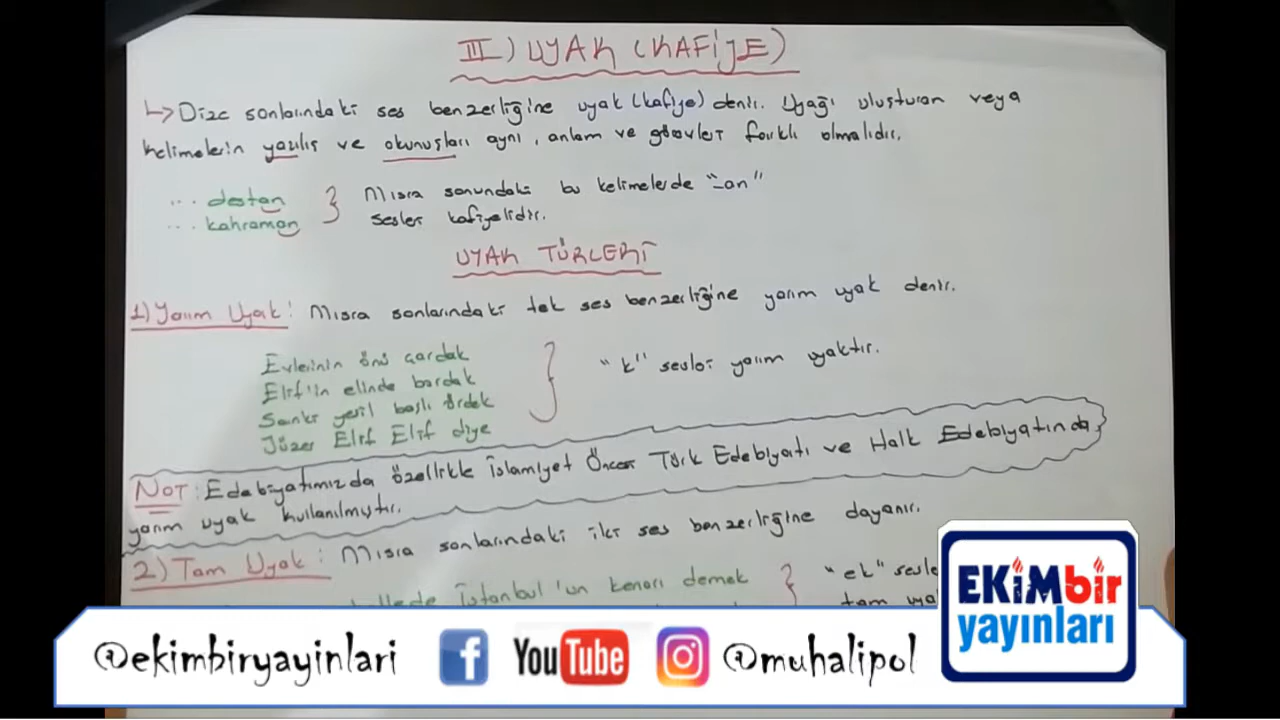 III) UYAK (KAFİYE)
↳ Dize sonlarındaki ses benzerliğine uyak (kafiye) denir. Uyağı oluşturan veya
kelimelerin yazılış ve okunuşları aynı, anlam ve görevleri farklı olmalıdır.
... destan } Mısra sonundaki bu kelimelerde "-an"
... kahraman sesler kafiyelidir.
UYAK TÜRLERİ
1) Yarım Uyak: Mısra sonlarındaki tek ses benzerliğine yarım uyak denir.
Evlerinin önü çardak
Elif'in elinde bardak
Sanki yeşil başlı ördek
Yüzer Elif Elif diye
} "k" sesleri yarım uyaktır.
NOT: Edebiyatımızda özellikle İslamiyet Öncesi Türk Edebiyatı ve Halk Edebiyatında
yarım uyak kullanılmıştır.
2) Tam Uyak: Mısra sonlarındaki iki ses benzerliğine dayanır.
İstanbul'un kenarı demek } "ek"
tam
EKİMbir
yayınları
@ekimbiryayinlari
YouTube
@muhalipol